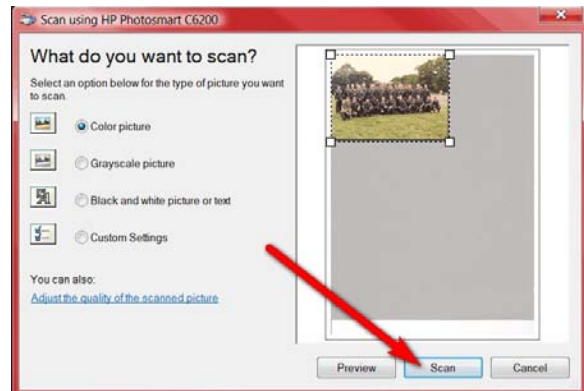 Scan using HP Photosmart C6200
What do you want to scan?
Select an option below for the type of picture you want
to scan.
Color picture
Grayscale picture
Black and white picture or text
Custom Settings
You can also:
Adjust the quality of the scanned picture
Preview
Scan
Cancel